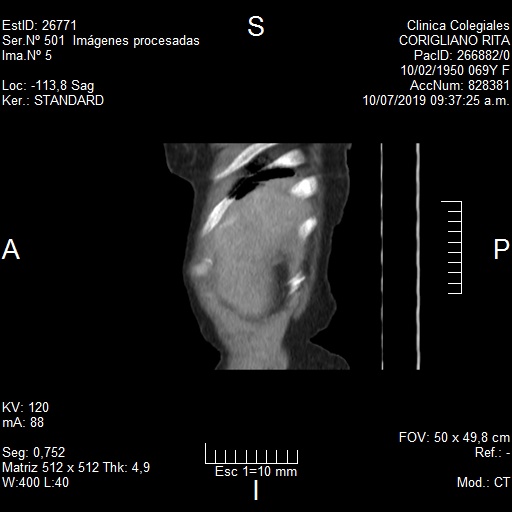 EstID: 26771
Ser.Nº 501 Imágenes procesadas
Ima.Nº 5
Loc: -113,8 Sag
Ker.: STANDARD
S
Clinica Colegiales
CORIGLIANO RITA
PacID: 266882/0
10/02/1950 069Y F
AccNum: 828381
10/07/2019 09:37:25 a.m.
A
P
KV: 120
mA: 88
Seg: 0,752
Matriz 512 x 512 Thk: 4,9
W:400 L:40
Esc 1=10 mm
I
FOV: 50 x 49,8 cm
Ref.: -
Mod.: CT